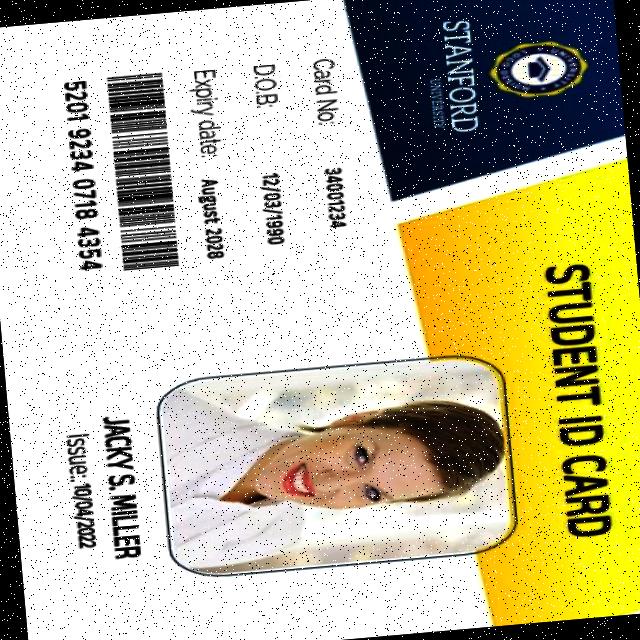 STANFORD
UNIVERSITY
STUDENT ID CARD
Card No: 34001234
D.O.B: 12/03/1990
Expiry date: August 2028
5201 9234 0718 4354
JACKY S. MILLER
Issue: 10/04/2022